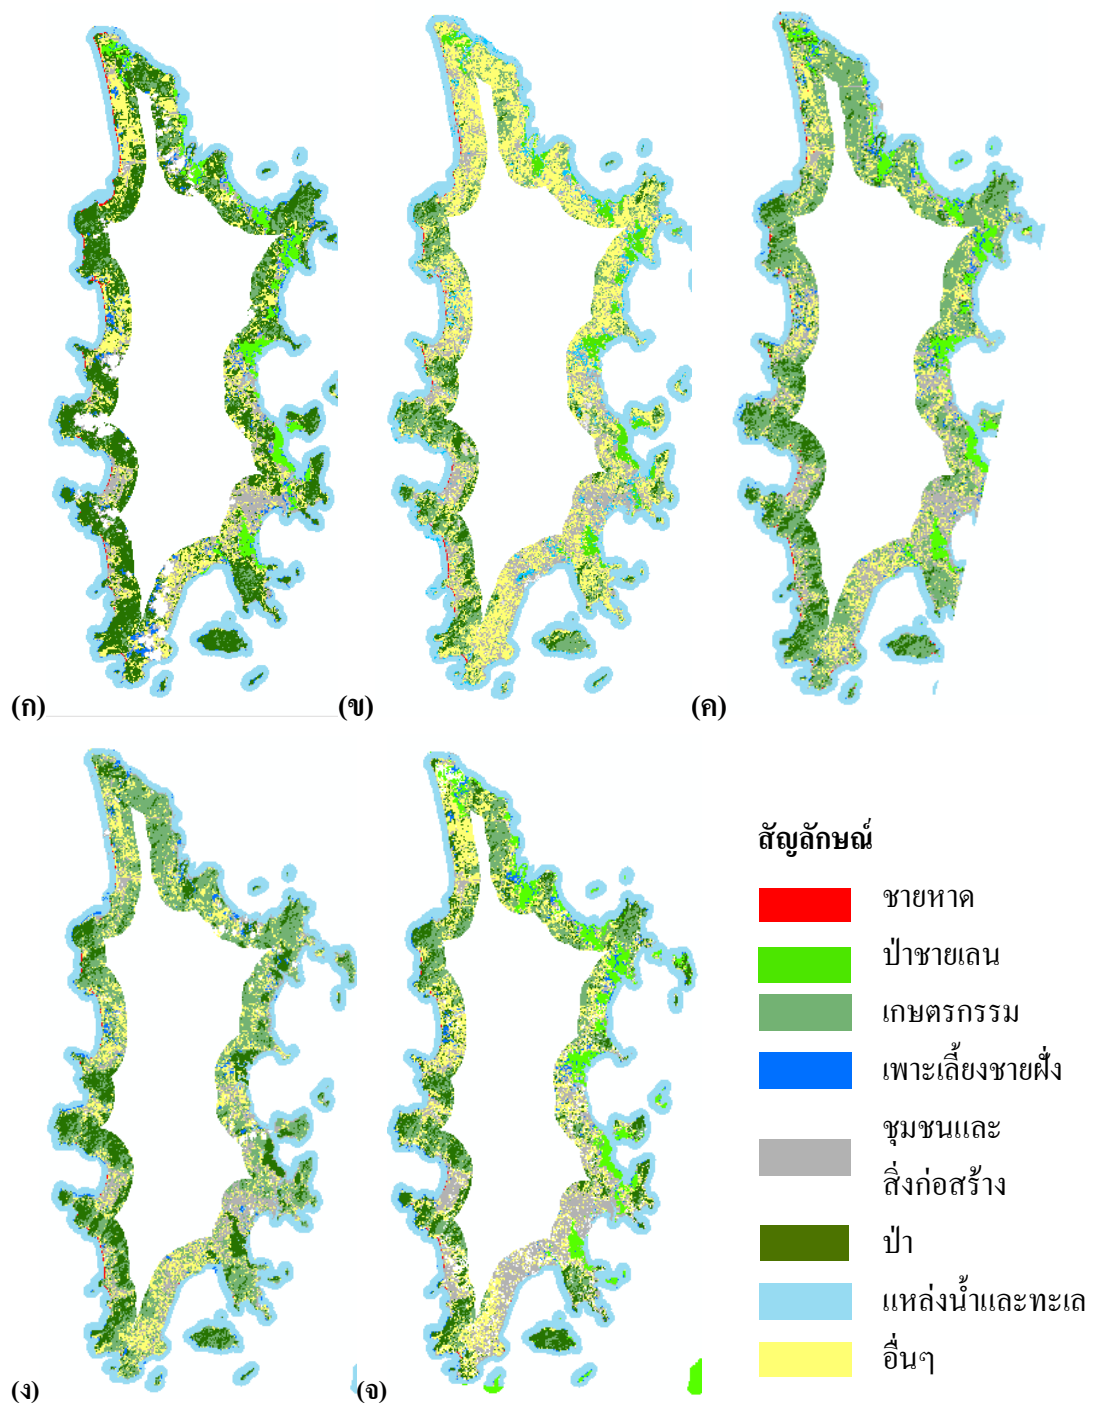 (ก)
(ข)
(ค)
(ง)
(จ)
สัญลักษณ์
ชายหาด
ป่าชายเลน
เกษตรกรรม
เพาะเลี้ยงชายฝั่ง
ชุมชนและ
สิ่งก่อสร้าง
ป่า
แหล่งน้ำและทะเล
อื่นๆ